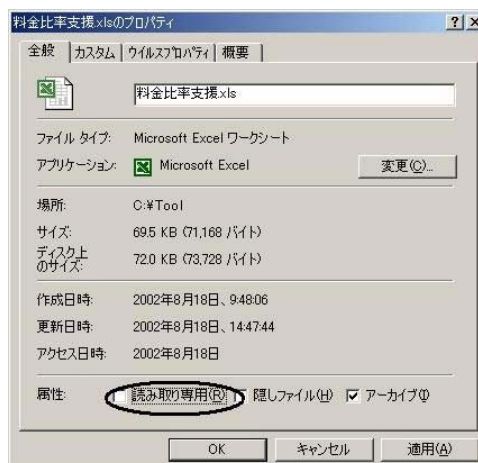 料金比率支援.xlsのプロパティ
全般 カスタム ウイルスプロパティ 概要
料金比率支援.xls
ファイル タイプ: Microsoft Excel ワークシート
アプリケーション: Microsoft Excel 変更(C)...
場所: C:¥Tool
サイズ: 69.5 KB (71,168 バイト)
ディスク上
のサイズ: 72.0 KB (73,728 バイト)
作成日時: 2002年8月18日、9:48:06
更新日時: 2002年8月18日、14:47:44
アクセス日時: 2002年8月18日
属性: 読み取り専用(R) 隠しファイル(H) アーカイブ(I)
OK キャンセル 適用(A)